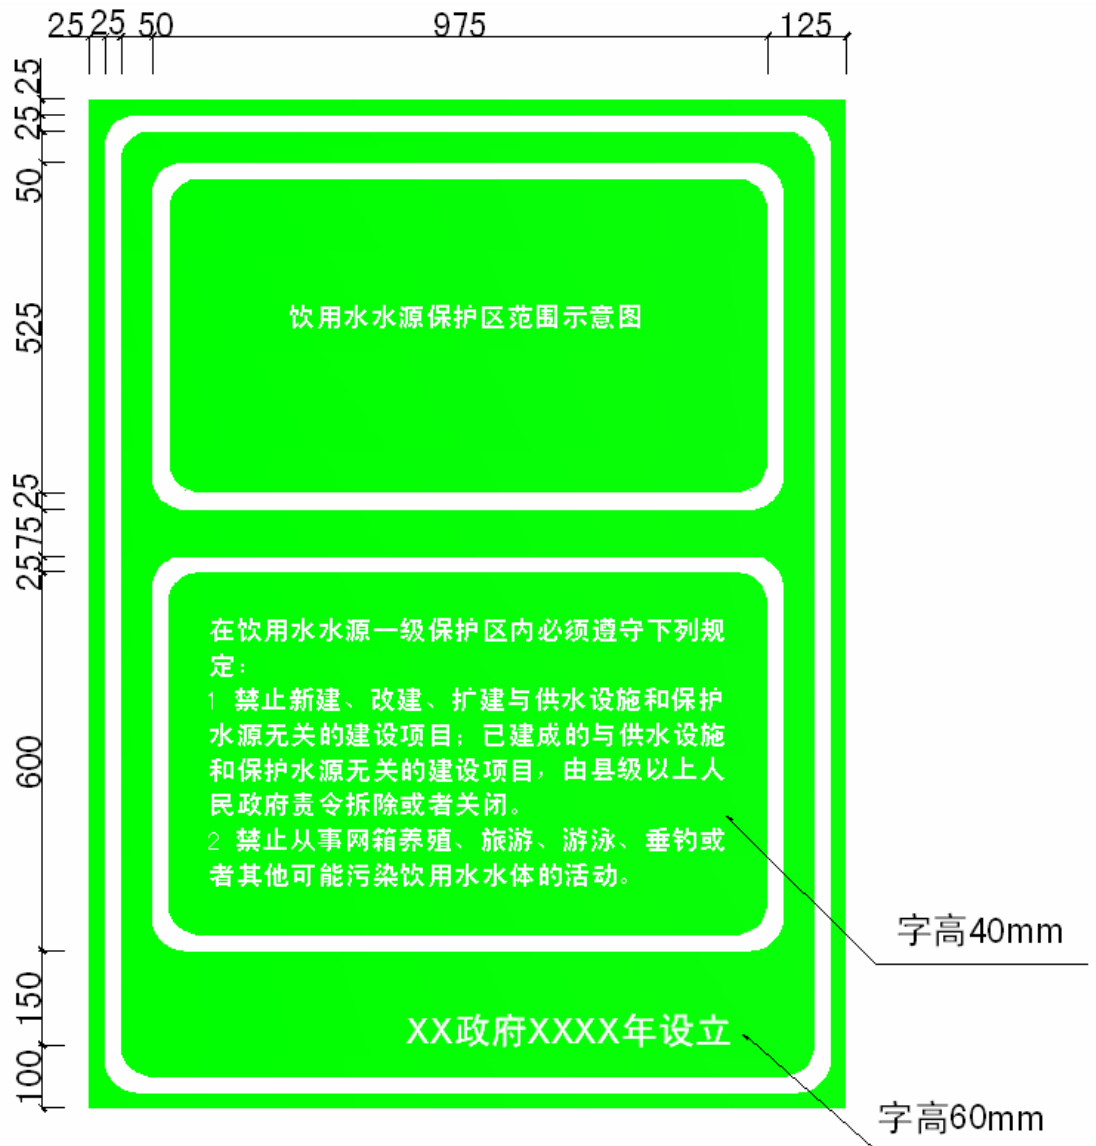 25 25 50 975 125
25
25
50
525
25
75
25
600
150
100
饮用水水源保护区范围示意图
在饮用水水源一级保护区内必须遵守下列规
定：
1 禁止新建、改建、扩建与供水设施和保护
水源无关的建设项目；已建成的与供水设施
和保护水源无关的建设项目，由县级以上人
民政府责令拆除或者关闭。
2 禁止从事网箱养殖、旅游、游泳、垂钓或
者其他可能污染饮用水水体的活动。
字高40mm
XX政府XXXX年设立
字高60mm